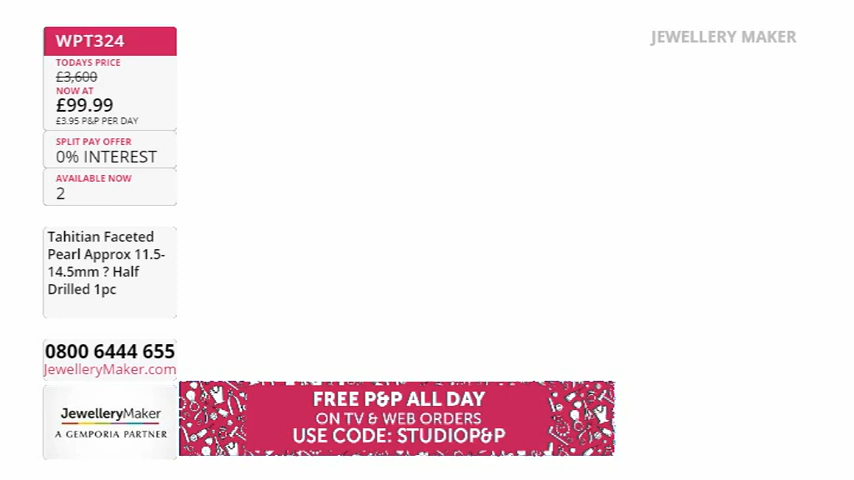 WPT324
TODAYS PRICE
£3,600
NOW AT
£99.99
£3.95 P&P PER DAY
SPLIT PAY OFFER
0% INTEREST
AVAILABLE NOW
2
Tahitian Faceted
Pearl Approx 11.5-
14.5mm ? Half
Drilled 1pc
0800 6444 655
JewelleryMaker.com
JewelleryMaker
A GEMPORIA PARTNER
FREE P&P ALL DAY
ON TV & WEB ORDERS
USE CODE: STUDIOP&P
JEWELLERY MAKER